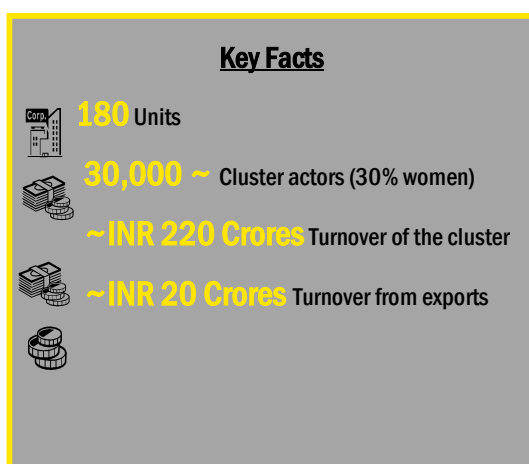 Key Facts
Corp.
180 Units
30,000 ~ Cluster actors (30% women)
~INR 220 Crores Turnover of the cluster
~INR 20 Crores Turnover from exports